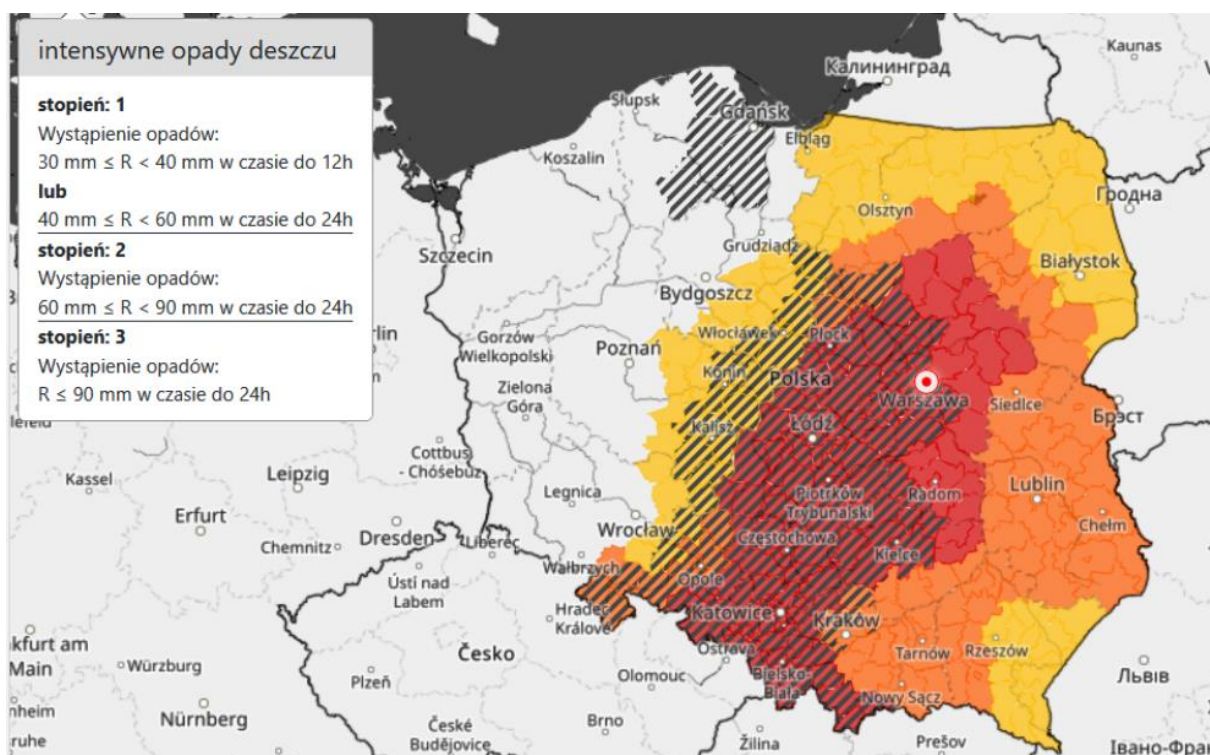 intensywne opady deszczu
stopień: 1
Wystąpienie opadów:
30 mm ≤ R < 40 mm w czasie do 12h
lub
40 mm ≤ R < 60 mm w czasie do 24h
stopień: 2
Wystąpienie opadów:
60 mm ≤ R < 90 mm w czasie do 24h
stopień: 3
Wystąpienie opadów:
R ≤ 90 mm w czasie do 24h
Kaunas
Калининград
Słupsk
Gdańsk
Elbląg
Koszalin
Гродна
Olsztyn
Szczecin
Grudziądz
Białystok
Bydgoszcz
rlin
Gorzów
Wielkopolski
Włocławek
Płock
Poznań
Konin
Polska
Zielona
Góra
Warszawa
Siedlce
Брэст
Kalisz
Łódź
Cottbus
- Chóśebuz
Leipzig
Kassel
Radom
Lublin
Piotrków
Trybunalski
Legnica
Erfurt
Wrocław
Chełm
Dresden
Chemnitz
Liberec
Częstochowa
Kielce
Wałbrzych
Opole
Ústí nad
Labem
Hradec
Králové
Katowice
Kraków
kfurt am
Main
Würzburg
Česko
Ostrava
Tarnów
Rzeszów
Львів
Plzeň
Olomouc
Bielsko-
Biała
Nowy Sącz
nheim
Nürnberg
Brno
České
Budějovice
Žilina
Prešov
Івано-Фра
ruhe